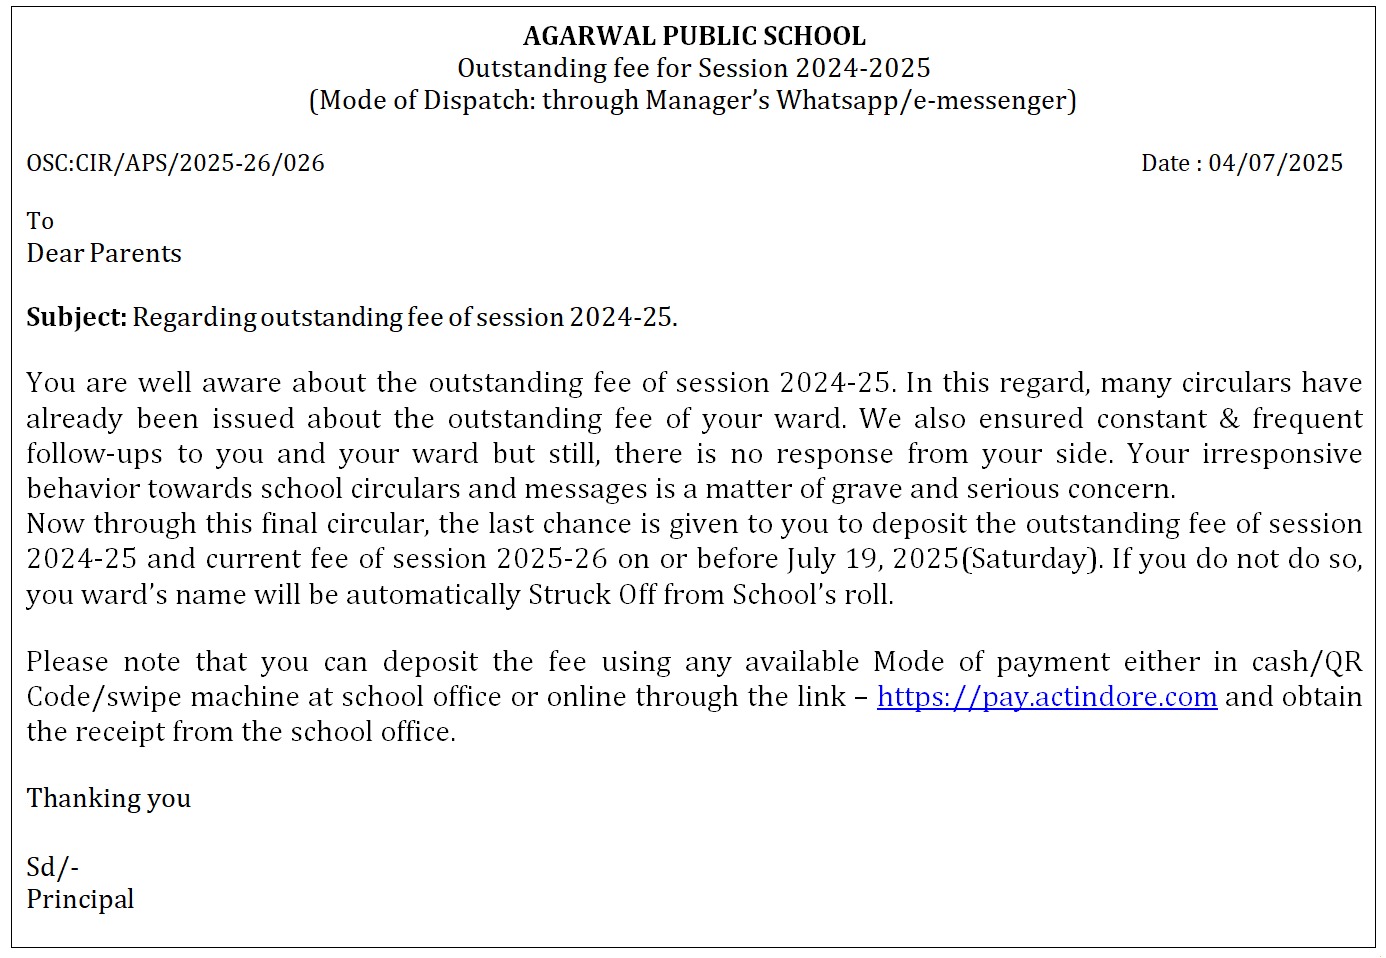 AGARWAL PUBLIC SCHOOL
Outstanding fee for Session 2024-2025
(Mode of Dispatch: through Manager’s Whatsapp/e-messenger)
OSC:CIR/APS/2025-26/026 Date : 04/07/2025
To
Dear Parents
Subject: Regarding outstanding fee of session 2024-25.
You are well aware about the outstanding fee of session 2024-25. In this regard, many circulars have
already been issued about the outstanding fee of your ward. We also ensured constant & frequent
follow-ups to you and your ward but still, there is no response from your side. Your irresponsive
behavior towards school circulars and messages is a matter of grave and serious concern.
Now through this final circular, the last chance is given to you to deposit the outstanding fee of session
2024-25 and current fee of session 2025-26 on or before July 19, 2025(Saturday). If you do not do so,
you ward’s name will be automatically Struck Off from School’s roll.
Please note that you can deposit the fee using any available Mode of payment either in cash/QR
Code/swipe machine at school office or online through the link – https://pay.actindore.com and obtain
the receipt from the school office.
Thanking you
Sd/-
Principal